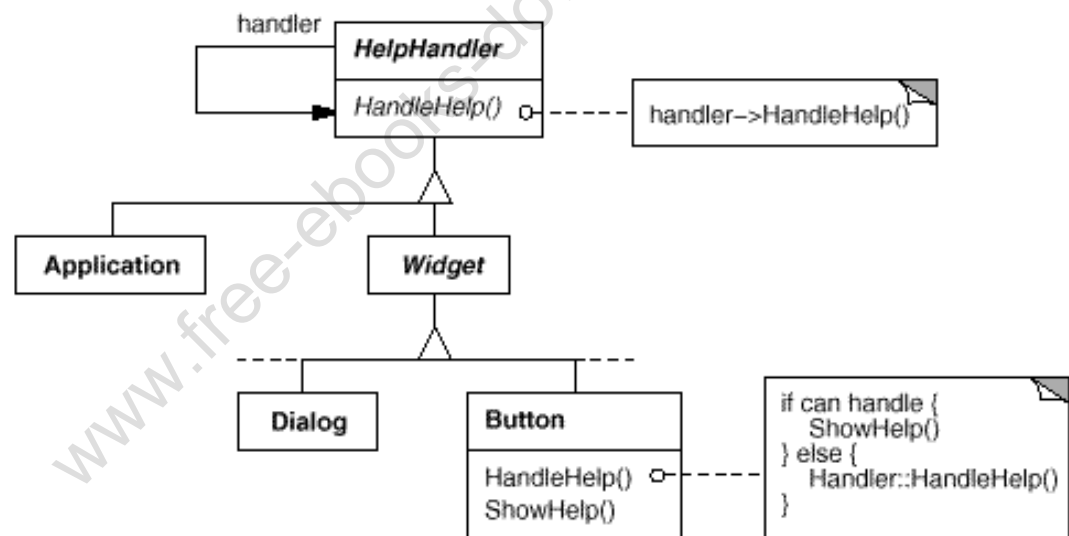 handler
HelpHandler
HandleHelp()
handler->HandleHelp()
Application
Widget
Dialog
Button
HandleHelp()
ShowHelp()
if can handle {
ShowHelp()
} else {
Handler::HandleHelp()
}
www.free-ebooks-do